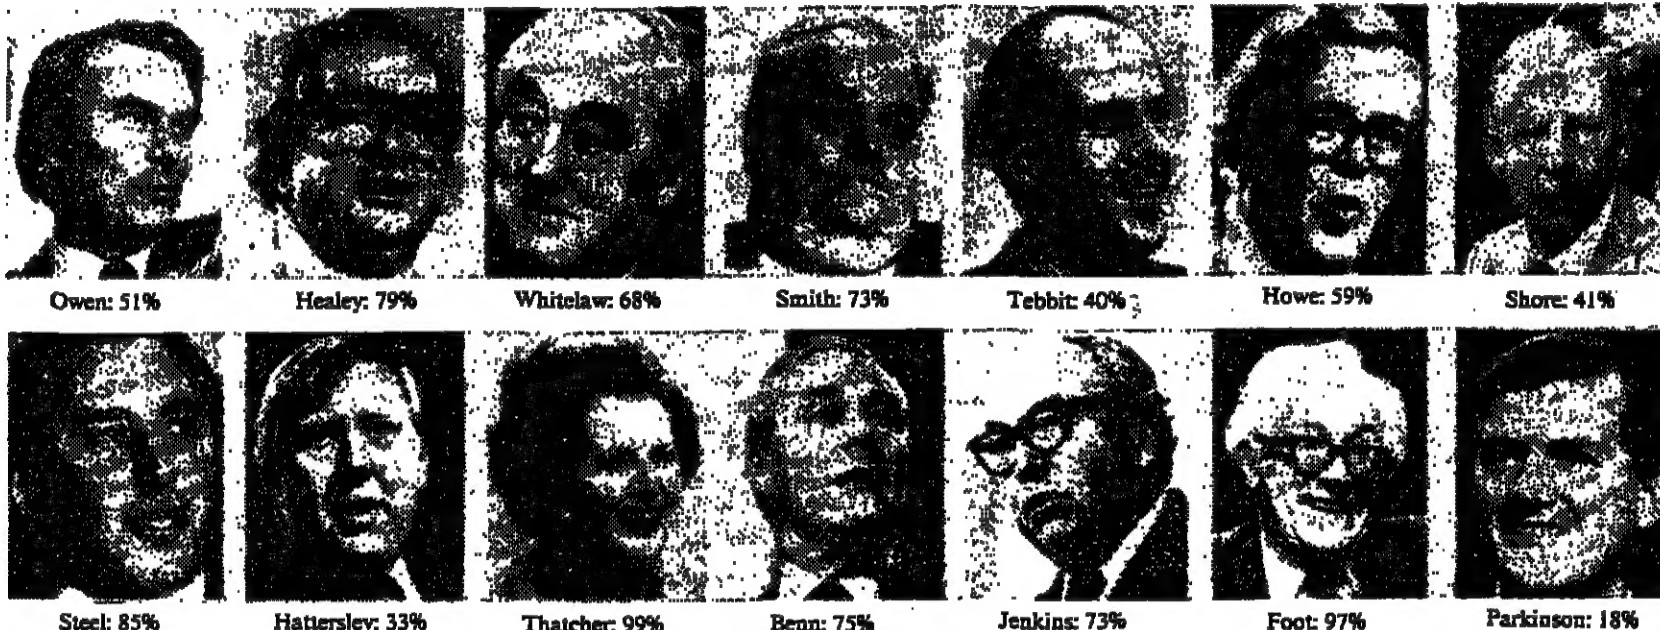 Owen: 51% Healey: 79% Whitelaw: 68% Smith: 73% Tebbit: 40% Howe: 59% Shore: 41%
Steel: 85% Hattersley: 33% Thatcher: 99% Benn: 75% Jenkins: 73% Foot: 97% Parkinson: 18%